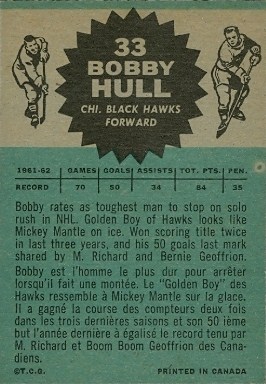 33
BOBBY
HULL
CHI. BLACK HAWKS
FORWARD
1961-62 GAMES GOALS ASSISTS TOT. PTS. PEN.
RECORD 70 50 34 84 35
Bobby rates as toughest man to stop on solo
rush in NHL. Golden Boy of Hawks looks like
Mickey Mantle on ice. Won scoring title twice
in last three years, and his 50 goals last mark
shared by M. Richard and Bernie Geoffrion.
Bobby est i'homme le plus dur pour arrêter
lorsqu'il fait une montée. Le "Golden Boy" des
Hawks ressemble à Mickey Mantle sur la glace.
Il a gagné la course des compteurs deux fois
dans les trois dernières saisons et son 50 ième
but l'année dernière à égalisé le record tenu par
M. Richard et Boom Boom Geoffrion des Cana-
diens.
©T.C.G. PRINTED IN CANADA